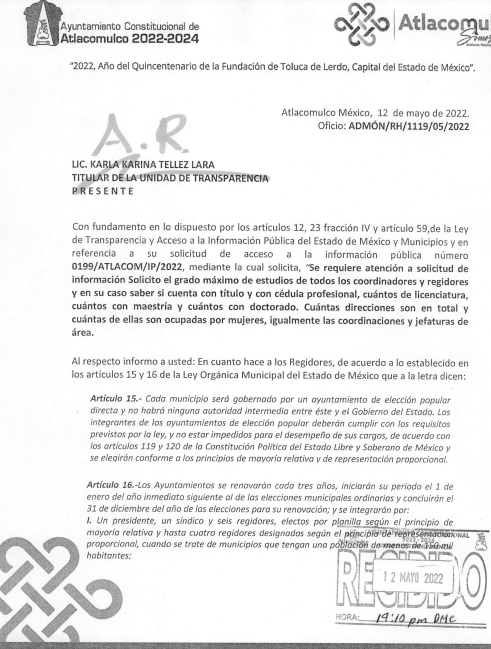 Ayuntamiento Constitucional de
Atlacomulco 2022-2024
Atlacomu
Somos
"2022, Año del Quincentenario de la Fundación de Toluca de Lerdo, Capital del Estado de México".
Atlacomulco México, 12 de mayo de 2022.
Oficio: ADMÓN/RH/1119/05/2022
A.R.
LIC. KARLA KARINA TELLEZ LARA
TITULAR DE LA UNIDAD DE TRANSPARENCIA
P R E S E N T E
Con fundamento en lo dispuesto por los artículos 12, 23 fracción IV y artículo 59,de la Ley
de Transparencia y Acceso a la Información Pública del Estado de México y Municipios y en
referencia a su solicitud de acceso a la información pública número
0199/ATLACOM/IP/2022, mediante la cual solicita, "Se requiere atención a solicitud de
información Solicito el grado máximo de estudios de todos los coordinadores y regidores
y en su caso saber si cuenta con título y con cédula profesional, cuántos de licenciatura,
cuántos con maestría y cuántos con doctorado. Cuántas direcciones son en total y
cuántas de ellas son ocupadas por mujeres, igualmente las coordinaciones y jefaturas de
área.
Al respecto informo a usted: En cuanto hace a los Regidores, de acuerdo a lo establecido en
los artículos 15 y 16 de la Ley Orgánica Municipal del Estado de México que a la letra dicen:
Artículo 15.- Cada municipio será gobernado por un ayuntamiento de elección popular
directa y no habrá ninguna autoridad intermedia entre éste y el Gobierno del Estado. Los
integrantes de los ayuntamientos de elección popular deberán cumplir con los requisitos
previstos por la ley, y no estar impedidos para el desempeño de sus cargos, de acuerdo con
los artículos 119 y 120 de la Constitución Política del Estado Libre y Soberano de México y
se elegirán conforme a los principios de mayoría relativa y de representación proporcional.
Artículo 16.-Los Ayuntamientos se renovarán cada tres años, iniciarán su periodo el 1 de
enero del año inmediato siguiente al de las elecciones municipales ordinarias y concluirán el
31 de diciembre del año de las elecciones para su renovación; y se integrarán por:
I. Un presidente, un síndico y seis regidores, electos por planilla según el principio de
mayoría relativa y hasta cuatro regidores designados según el principio de representación
proporcional, cuando se trate de municipios que tengan una población de menos de 150 mil
habitantes;
2022-2024
RECIBIDO
12 MAYO 2022
HORA: 19:10 pm DMC